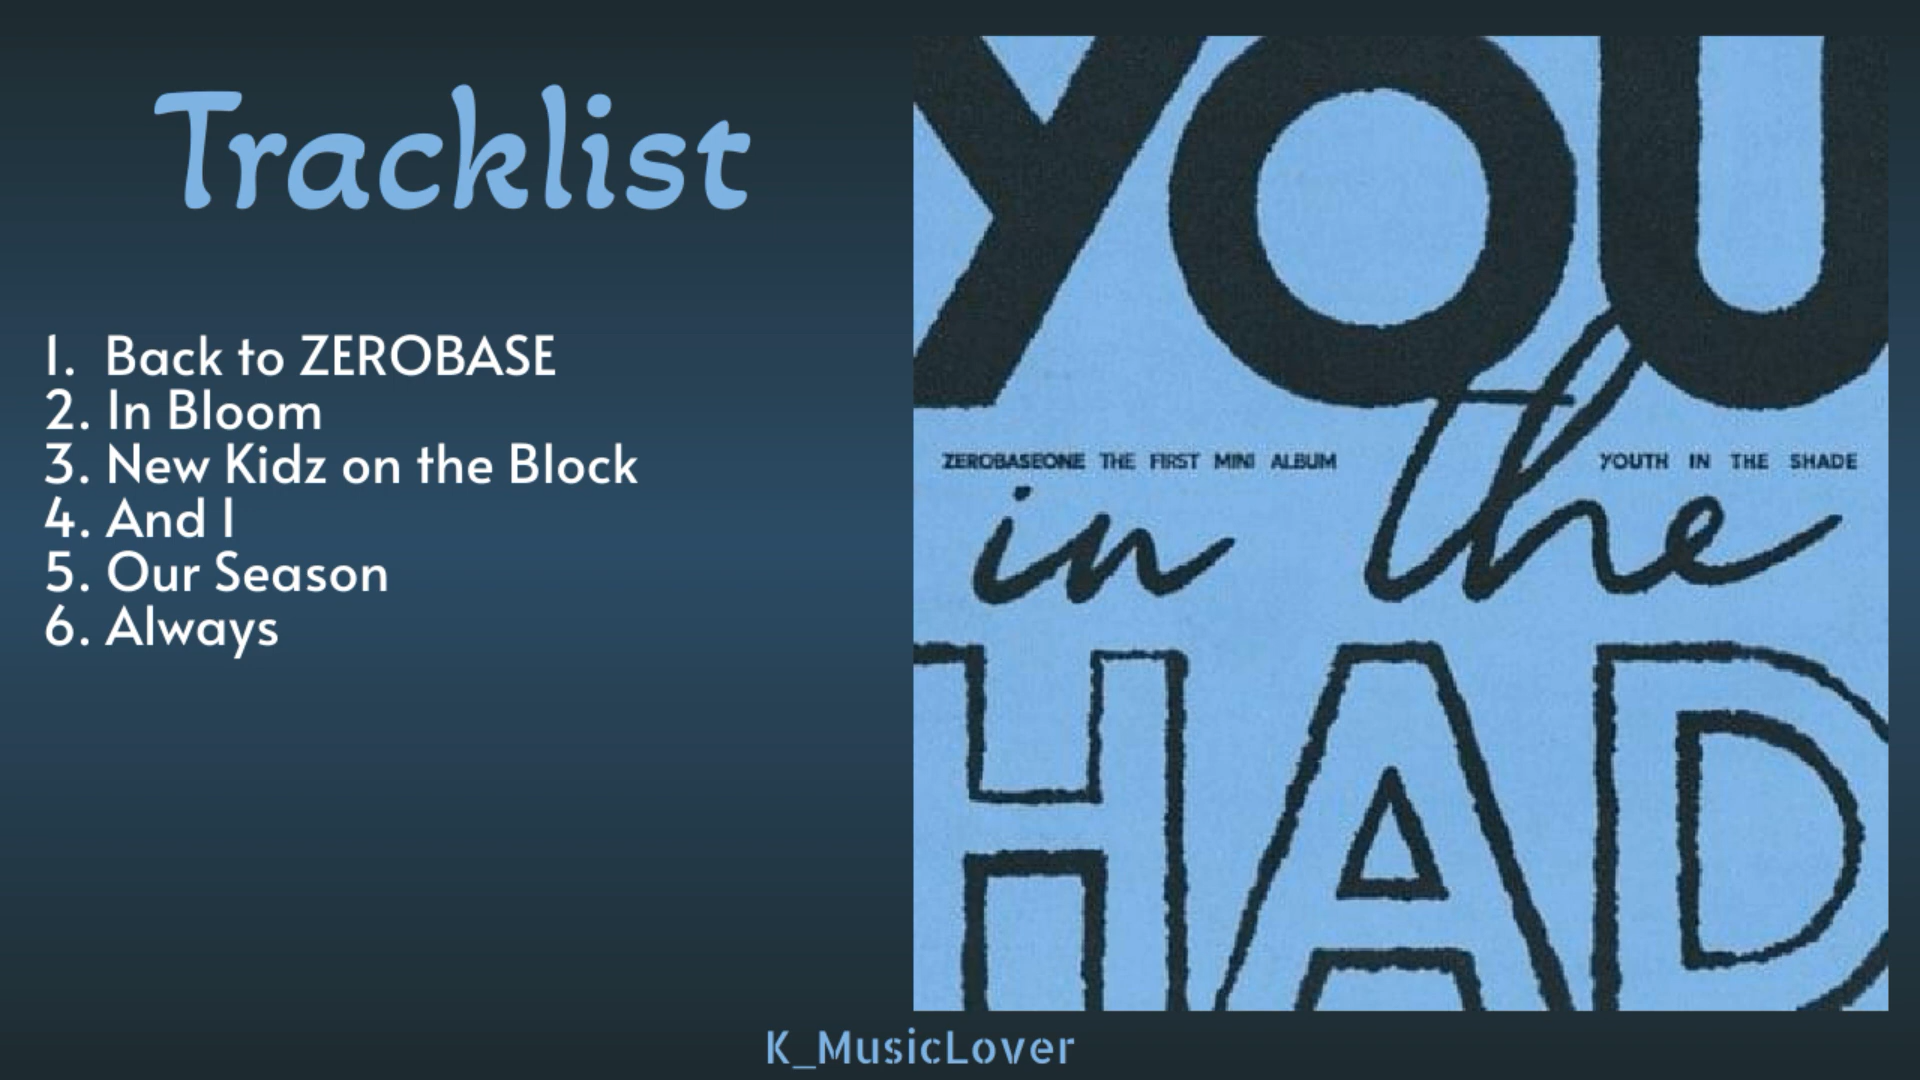 Tracklist
1. Back to ZEROBASE
2. In Bloom
3. New Kidz on the Block
4. And I
5. Our Season
6. Always
YOU
ZEROBASEONE THE FIRST MINI ALBUM
YOUTH IN THE SHADE
in the
HAD
K_MusicLover